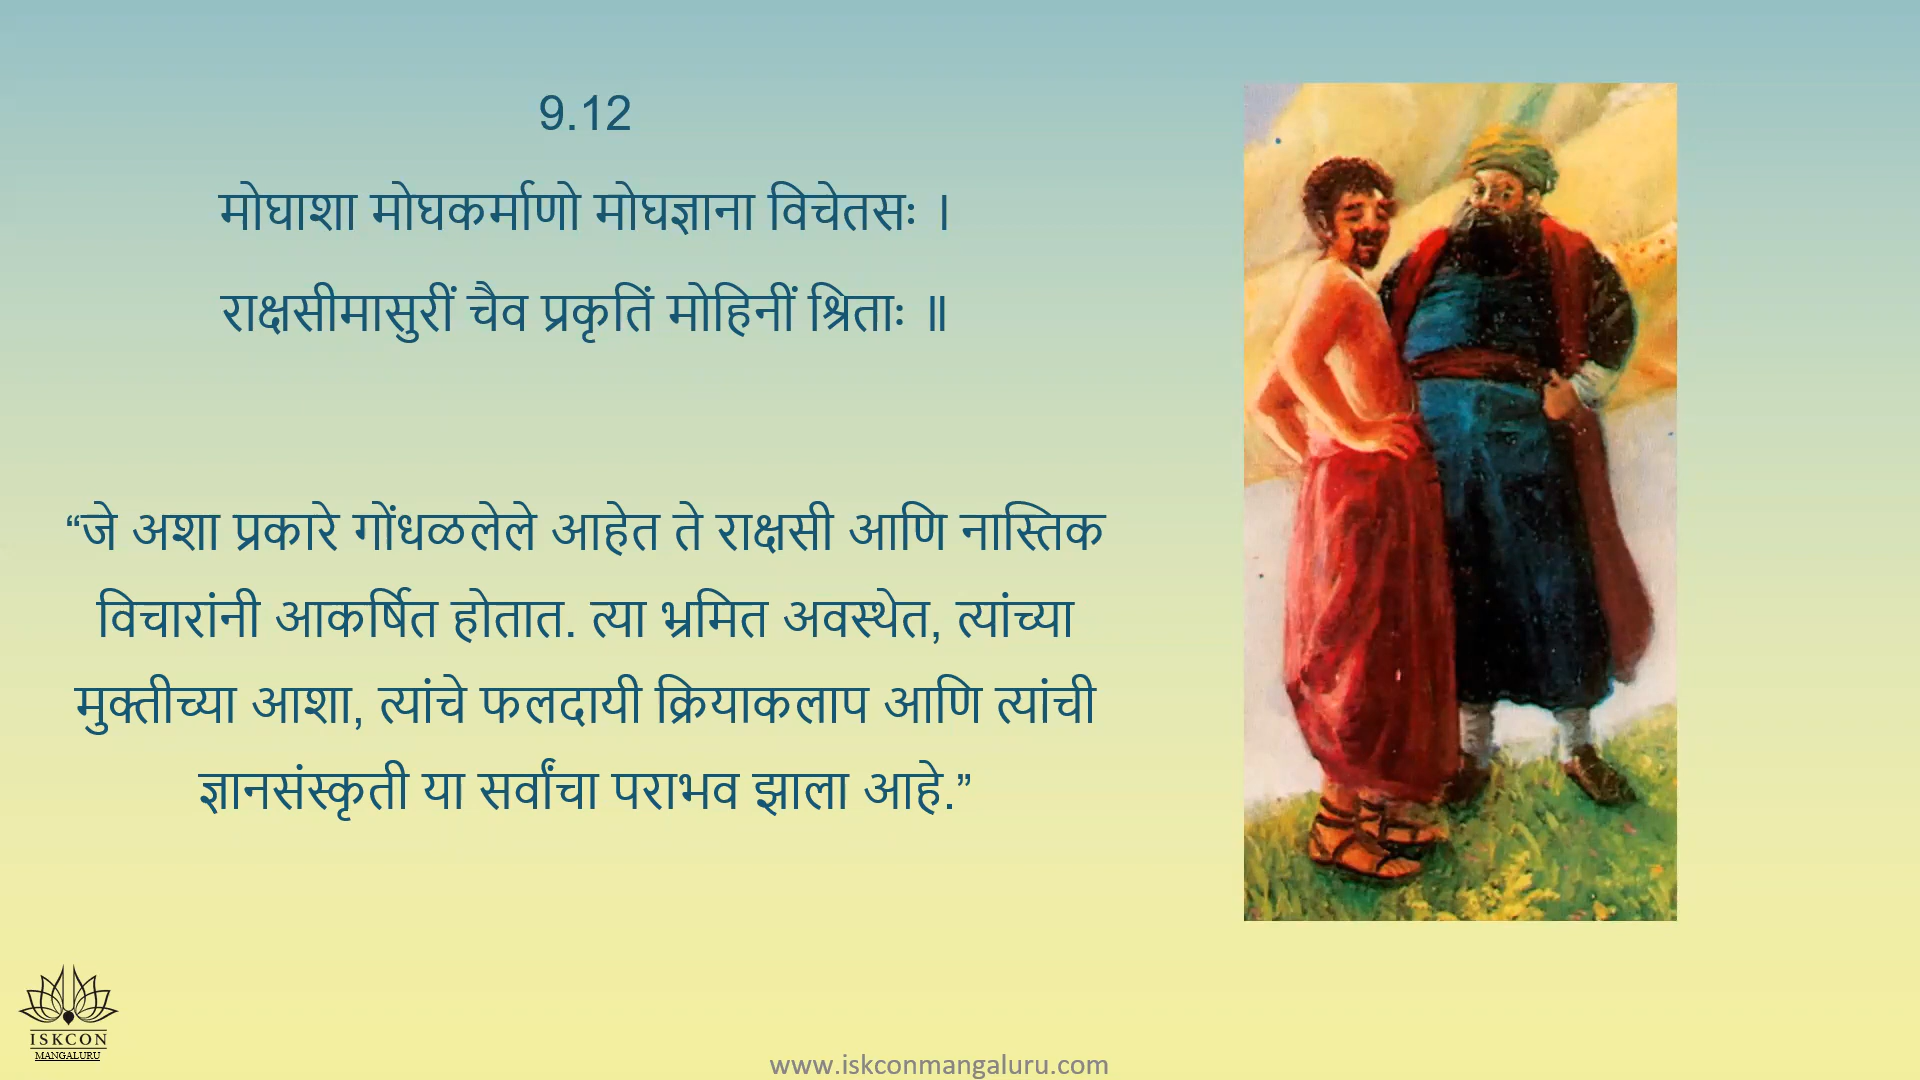 9.12
मोघाशा मोघकर्माणो मोघज्ञाना विचेतसः ।
राक्षसीमासुरीं चैव प्रकृतिं मोहिनीं श्रिताः ॥
“जे अशा प्रकारे गोंधळलेले आहेत ते राक्षसी आणि नास्तिक
विचारांनी आकर्षित होतात. त्या भ्रमित अवस्थेत, त्यांच्या
मुक्तीच्या आशा, त्यांचे फलदायी क्रियाकलाप आणि त्यांची
ज्ञानसंस्कृती या सर्वांचा पराभव झाला आहे.”
ISKCON
MANGALURU
www.iskconmangaluru.com